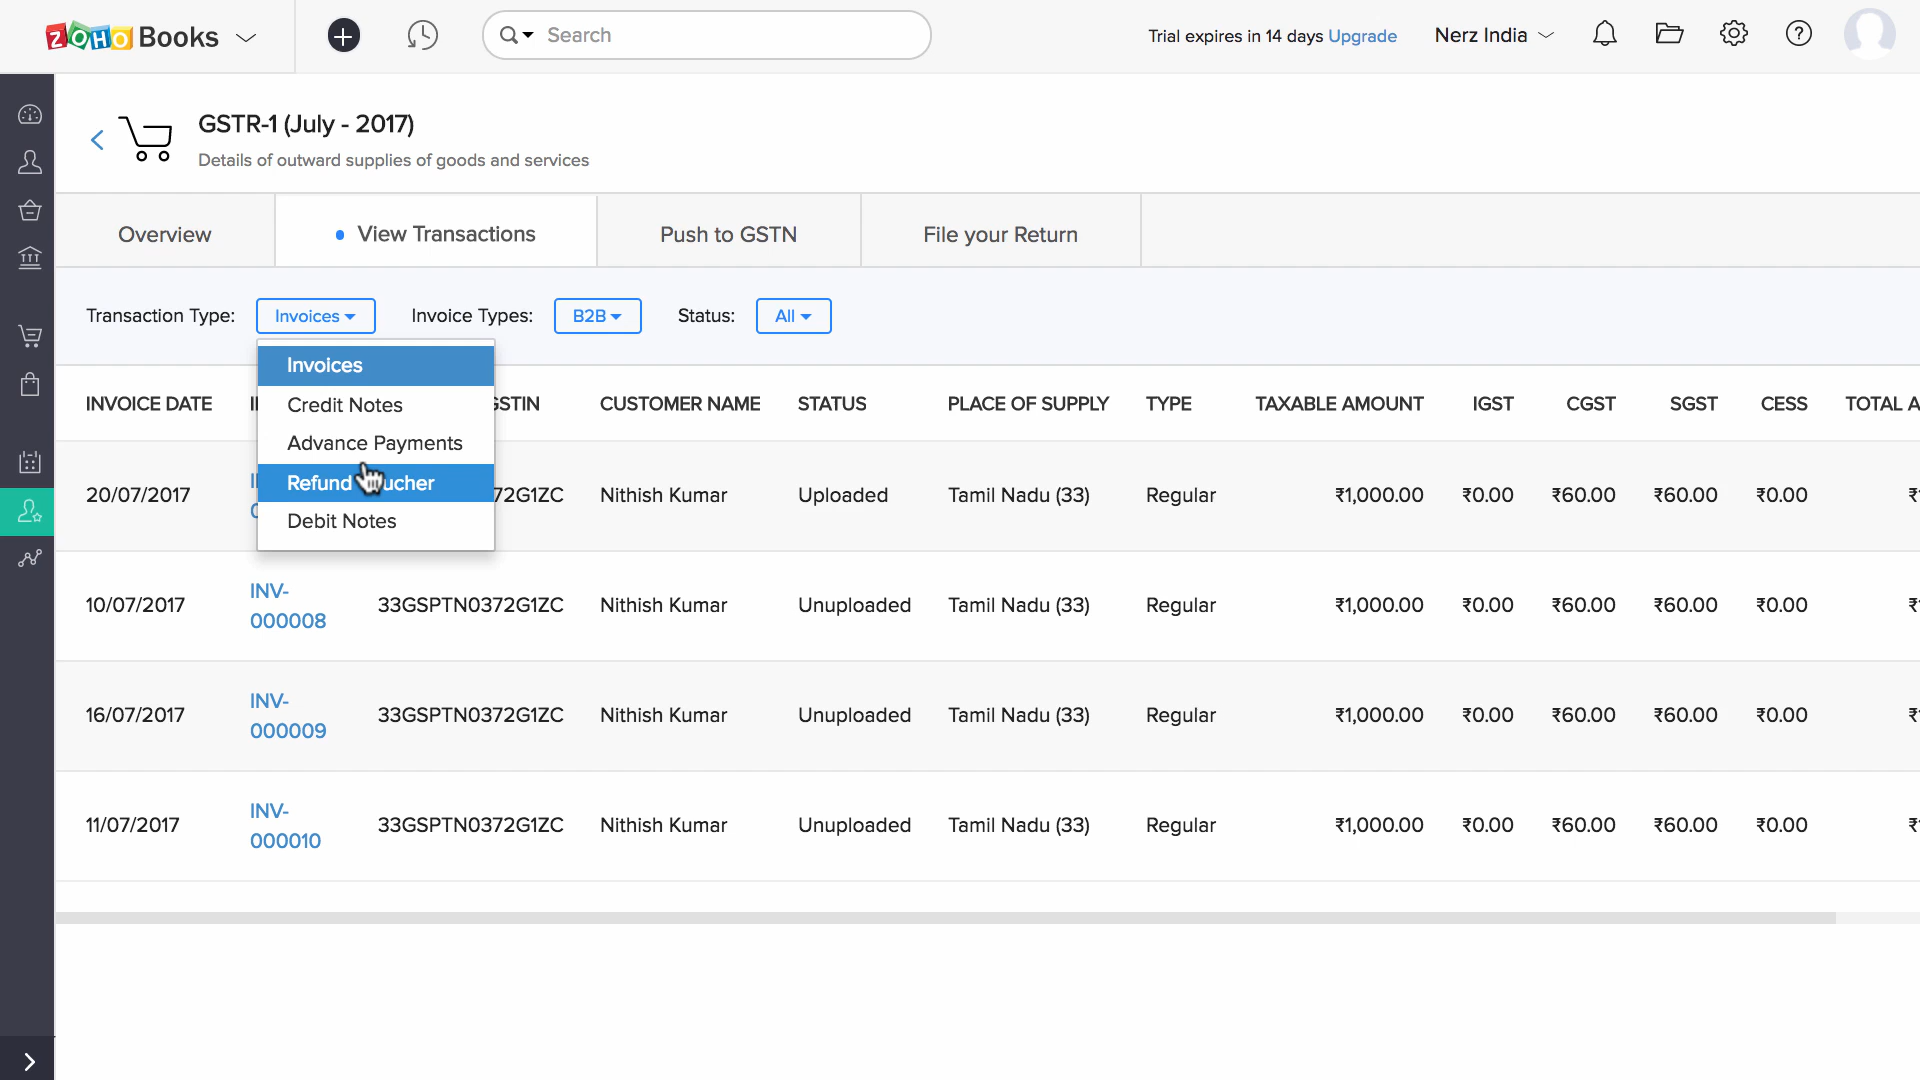 ZOHO Books
Search
Trial expires in 14 days Upgrade
Nerz India
GSTR-1 (July - 2017)
Details of outward supplies of goods and services
Overview
View Transactions
Push to GSTN
File your Return
Transaction Type: Invoices Invoice Types: B2B Status: All
Invoices
Credit Notes
Advance Payments
Refund
Debit Notes
INVOICE DATE CUSTOMER NAME STATUS PLACE OF SUPPLY TYPE TAXABLE AMOUNT IGST CGST SGST CESS TOTAL
20/07/2017 72G1ZC Nithish Kumar Uploaded Tamil Nadu (33) Regular ₹1,000.00 ₹0.00 ₹60.00 ₹60.00 ₹0.00 ₹
10/07/2017 INV-000008 33GSPTN0372G1ZC Nithish Kumar Unuploaded Tamil Nadu (33) Regular ₹1,000.00 ₹0.00 ₹60.00 ₹60.00 ₹0.00 ₹
16/07/2017 INV-000009 33GSPTN0372G1ZC Nithish Kumar Unuploaded Tamil Nadu (33) Regular ₹1,000.00 ₹0.00 ₹60.00 ₹60.00 ₹0.00 ₹
11/07/2017 INV-000010 33GSPTN0372G1ZC Nithish Kumar Unuploaded Tamil Nadu (33) Regular ₹1,000.00 ₹0.00 ₹60.00 ₹60.00 ₹0.00 ₹